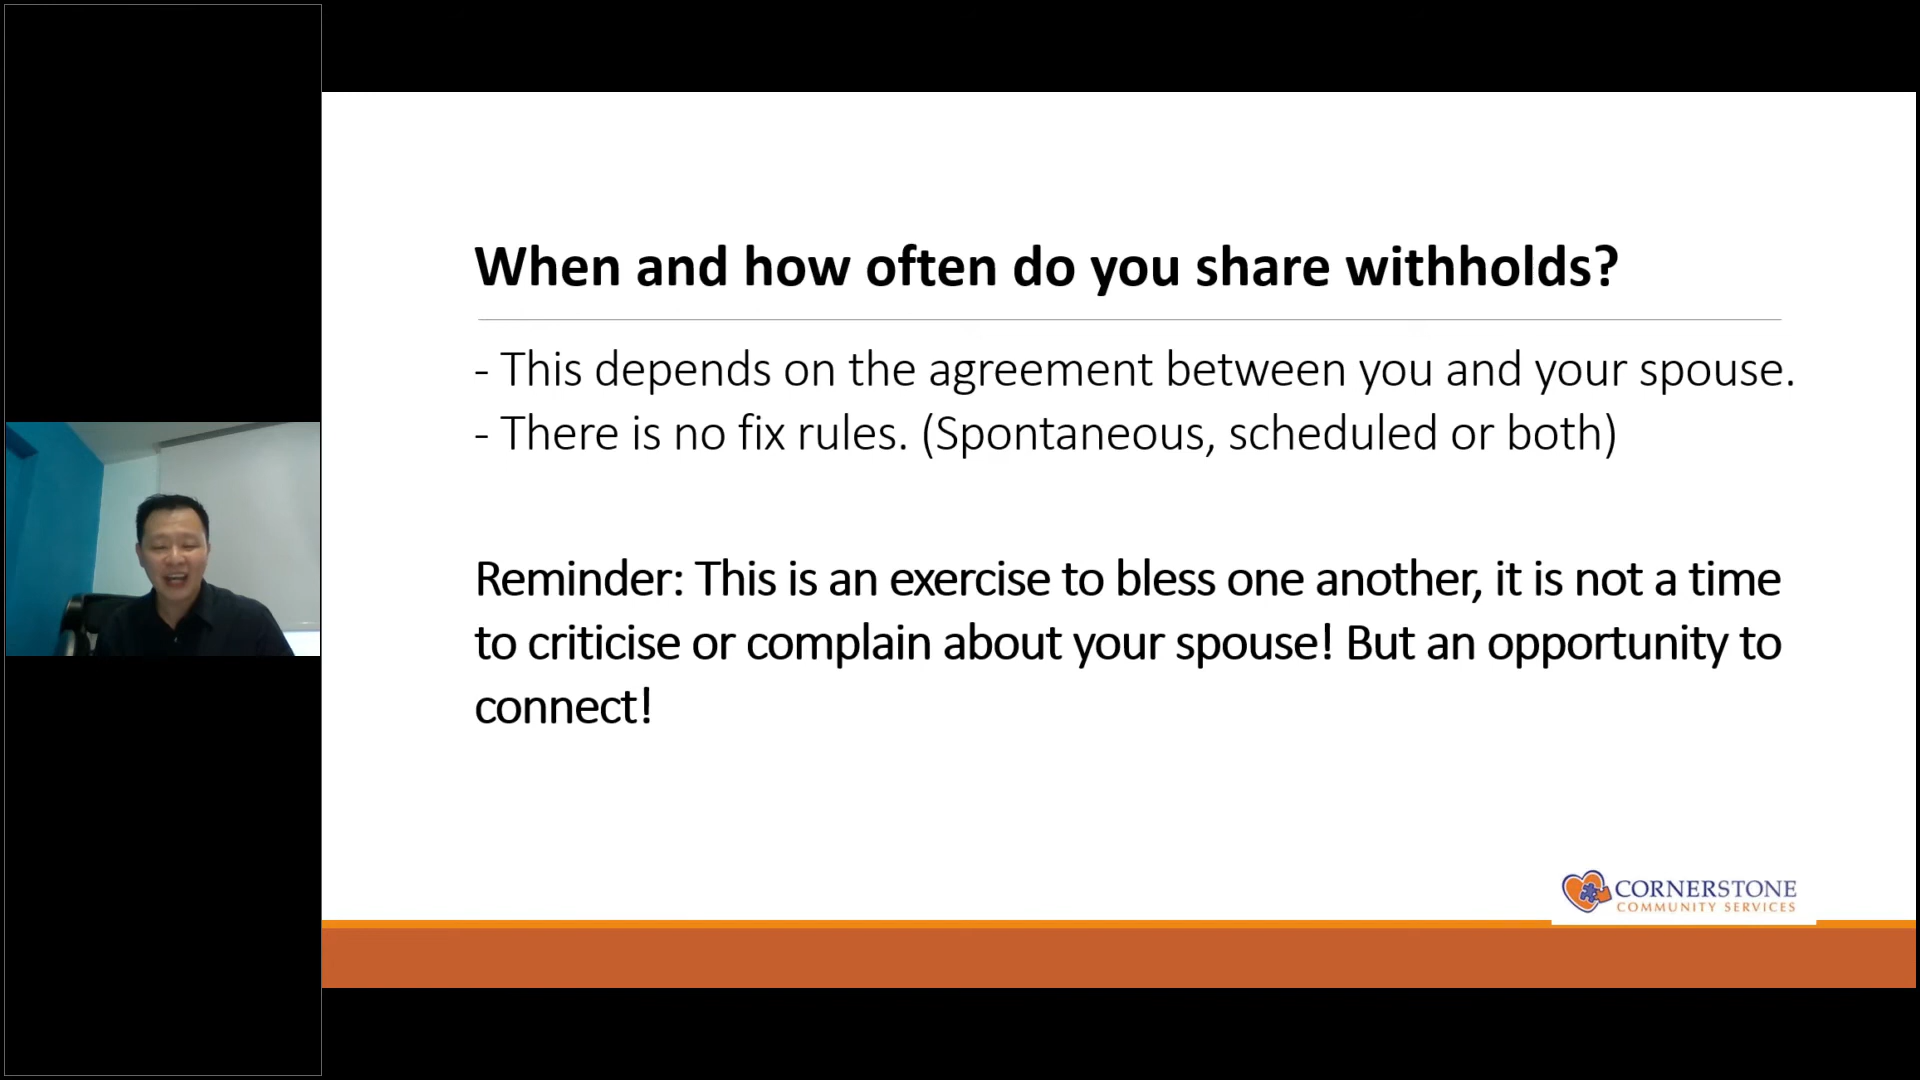 When and how often do you share withholds?
- This depends on the agreement between you and your spouse.
- There is no fix rules. (Spontaneous, scheduled or both)
Reminder: This is an exercise to bless one another, it is not a time
to criticise or complain about your spouse! But an opportunity to
connect!
CORNERSTONE
COMMUNITY SERVICES